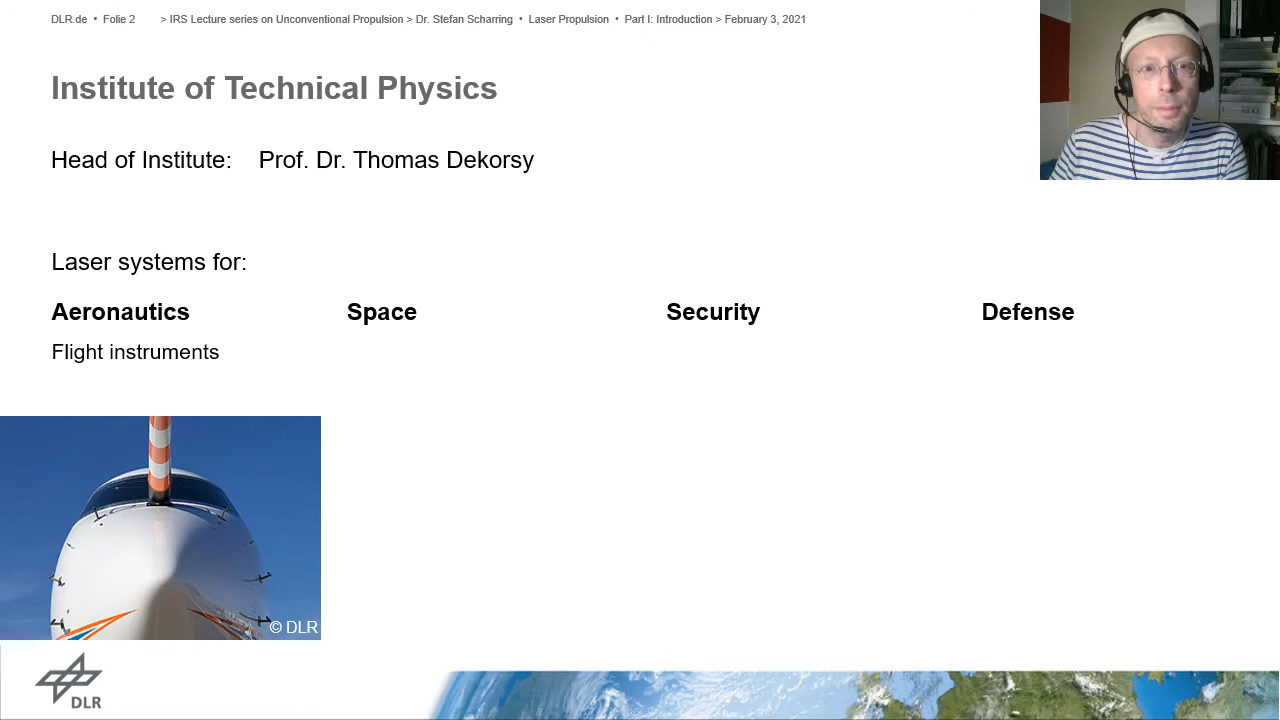 DLR.de • Folie 2 > IRS Lecture series on Unconventional Propulsion > Dr. Stefan Scharring • Laser Propulsion • Part I: Introduction > February 3, 2021
Institute of Technical Physics
Head of Institute: Prof. Dr. Thomas Dekorsy
Laser systems for:
Aeronautics Space Security Defense
Flight instruments
© DLR
DLR